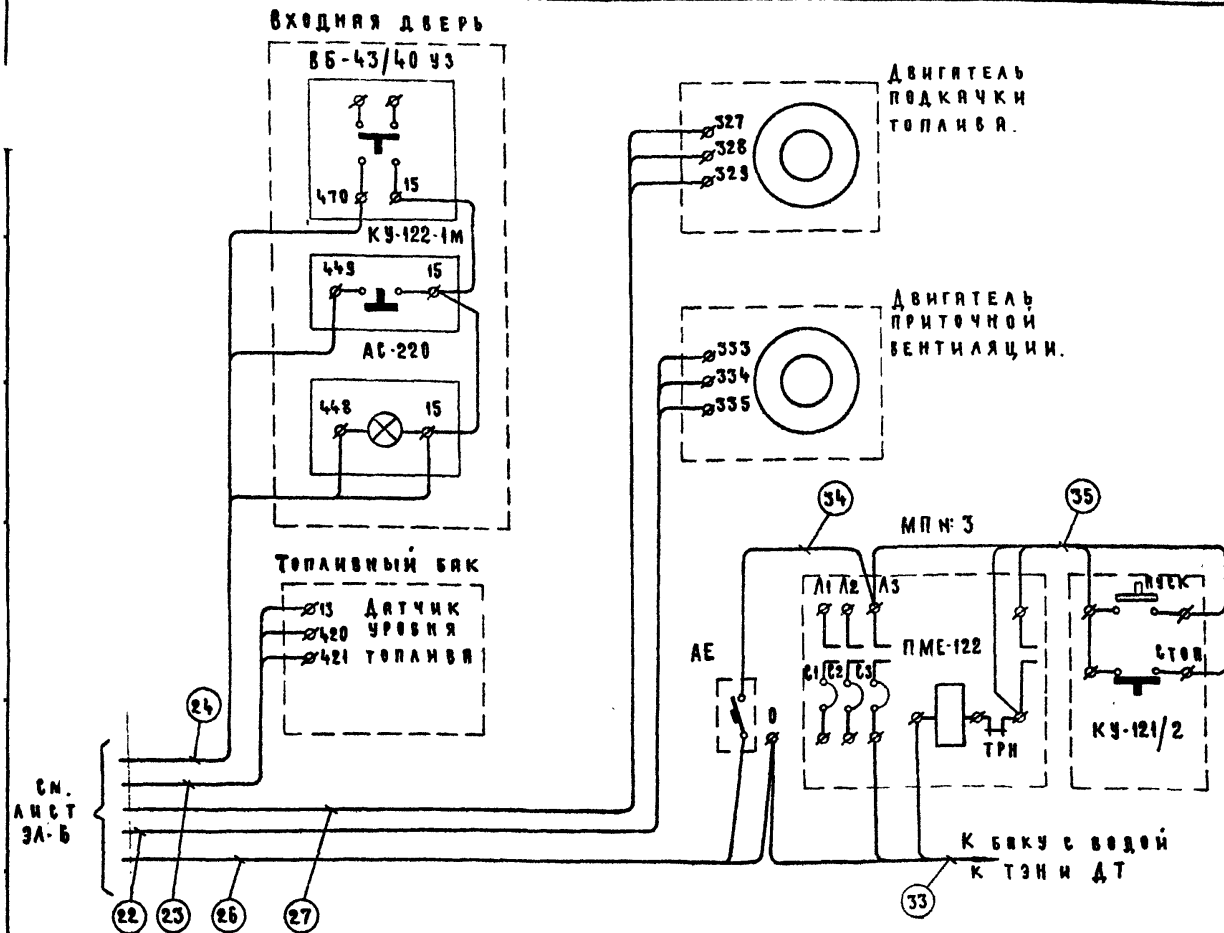 ВХОДНАЯ ДВЕРЬ
ВБ-43/40 УЗ
470
15
КУ-122-1М
449
15
АС-220
448
15
ТОПЛИВНЫЙ БАК
13 ДАТЧИК
420 УРОВНЯ
421 ТОПЛИВА
ДВИГАТЕЛЬ
ПОДКАЧКИ
ТОПЛИВА.
327
328
329
ДВИГАТЕЛЬ
ПРИТОЧНОЙ
ВЕНТИЛЯЦИИ.
333
334
335
34
МП № 3
35
Л1 Л2 Л3
ПУСК
АЕ
ПМЕ-122
С1 С2 С3
СТОП
0
ТРН
КУ-121/2
24
СМ.
ЛИСТ
ЭЛ-Б
К БАКУ С ВОДОЙ
К ТЭН И ДТ
22
23
26
27
33